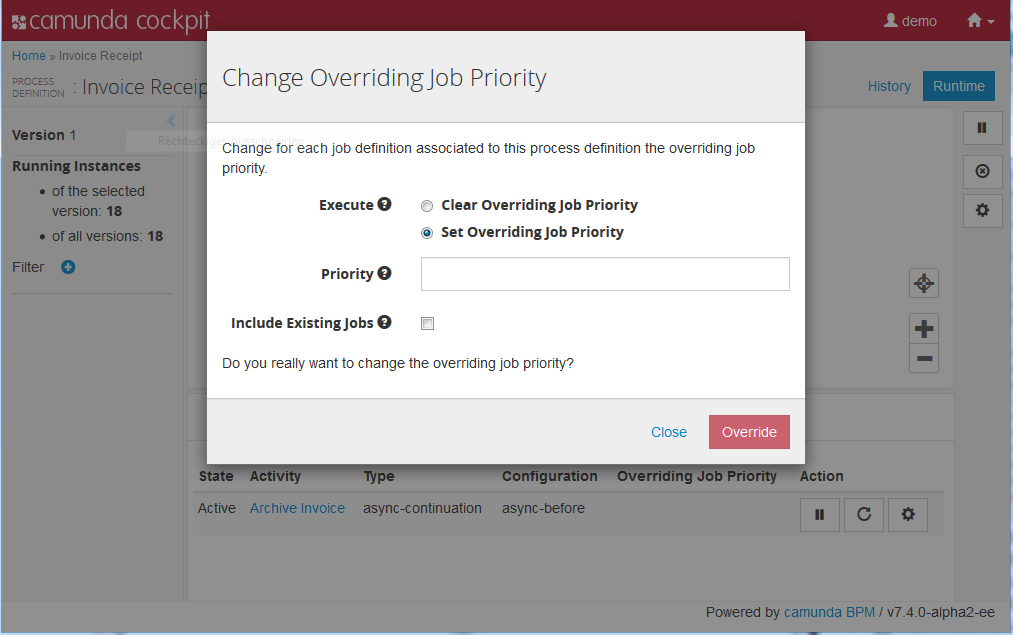 camunda cockpit
demo
Home » Invoice Receipt
PROCESS
DEFINITION
: Invoice Receip
History
Runtime
Version 1
Running Instances
of the selected
version: 18
of all versions: 18
Filter
Change Overriding Job Priority
Change for each job definition associated to this process definition the overriding job
priority.
Execute
Clear Overriding Job Priority
Set Overriding Job Priority
Priority
Include Existing Jobs
Do you really want to change the overriding job priority?
Close
Override
State Activity Type Configuration Overriding Job Priority Action
Active Archive Invoice async-continuation async-before
Powered by camunda BPM / v7.4.0-alpha2-ee